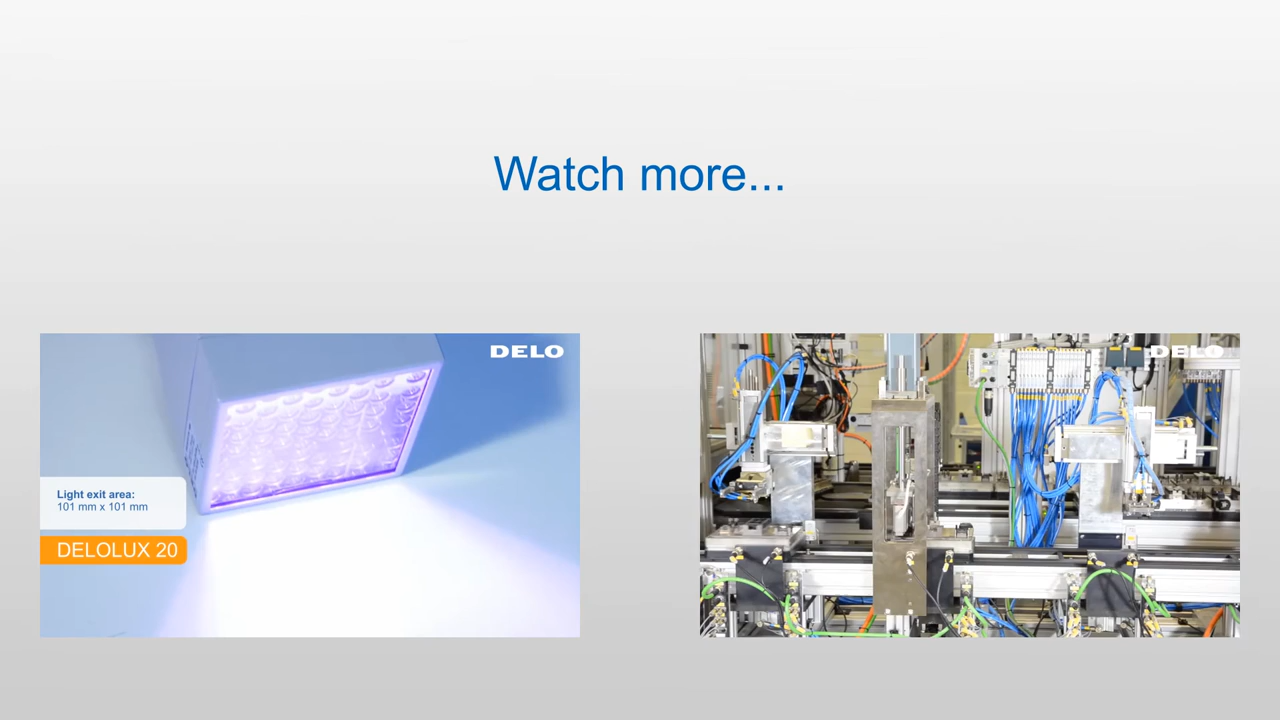 Watch more...
DELO
Light exit area:
101 mm x 101 mm
DELOLUX 20
DELO